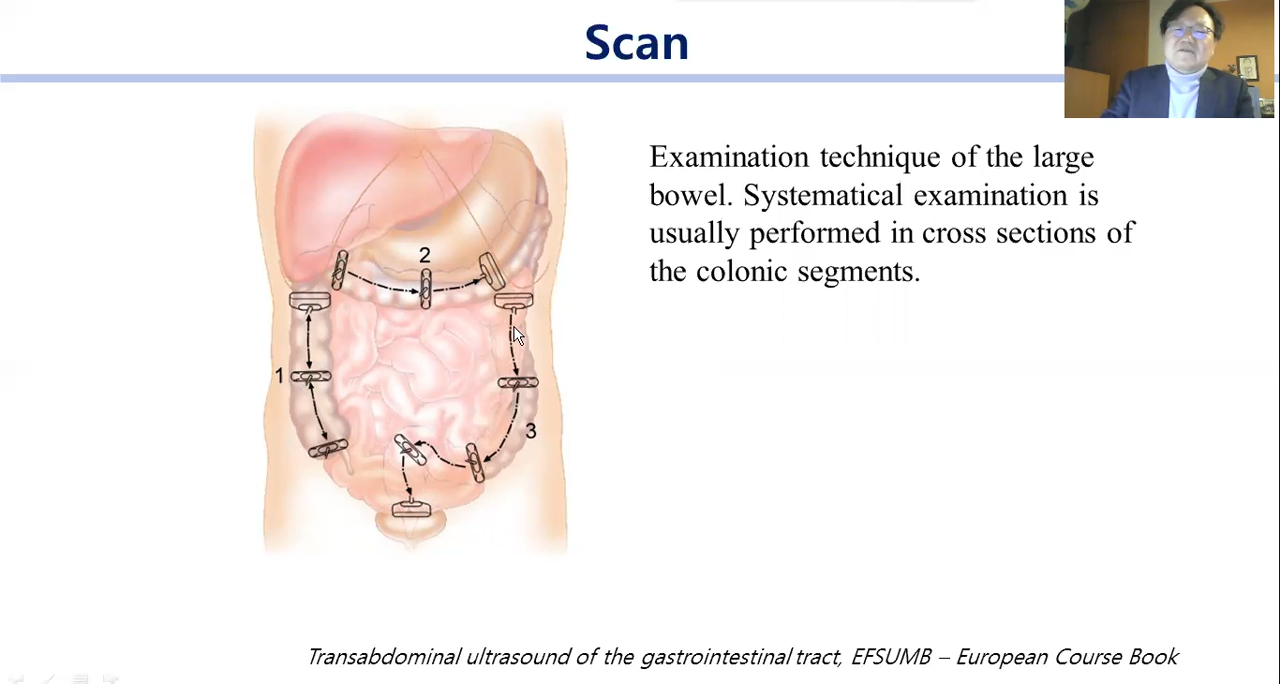 Scan
Examination technique of the large
bowel. Systematical examination is
usually performed in cross sections of
the colonic segments.
2
1
3
Transabdominal ultrasound of the gastrointestinal tract, EFSUMB – European Course Book